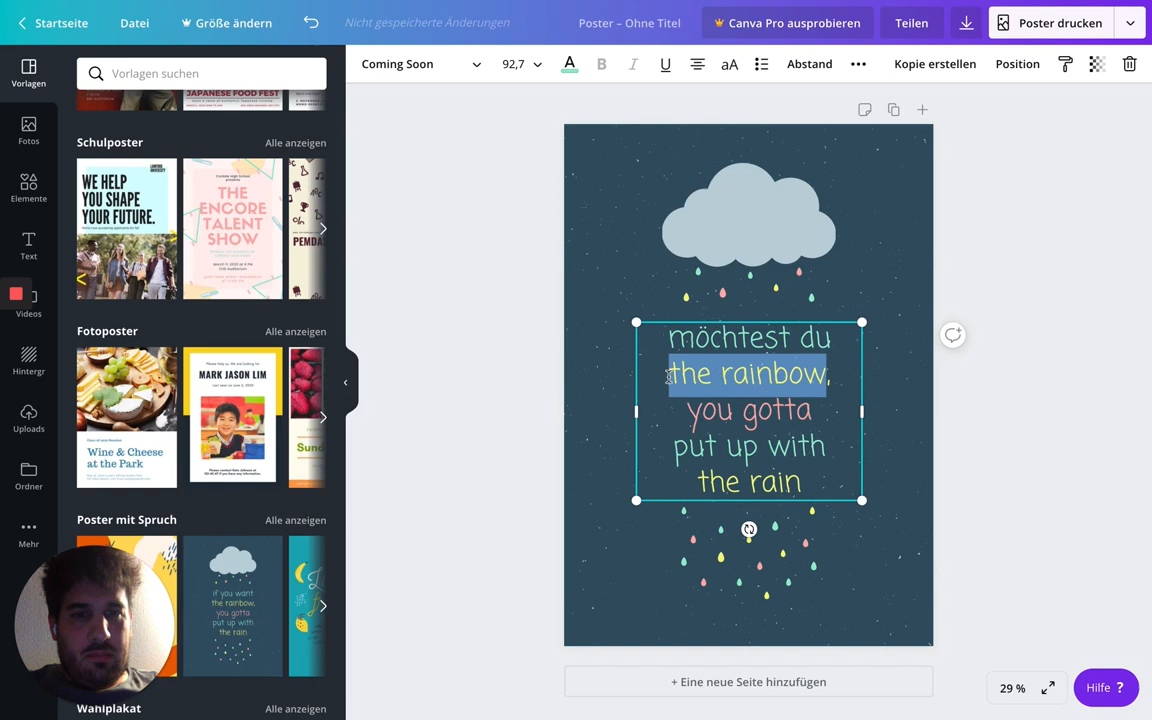 Startseite
Datei
Größe ändern
Nicht gespeicherte Änderungen
Poster – Ohne Titel
Canva Pro ausprobieren
Teilen
Poster drucken
Vorlagen
Fotos
Elemente
Text
Videos
Hintergr
Uploads
Ordner
Mehr
Vorlagen suchen
JAPANESE FOOD FEST
Schulposter
Alle anzeigen
WE HELP
YOU SHAPE
YOUR FUTURE.
THE
ENCORE
TALENT
SHOW
Fotoposter
Alle anzeigen
Wine & Cheese
at the Park
MARK JASON LIM
Poster mit Spruch
Alle anzeigen
if you want
the rainbow,
you gotta
put up with
the rain
Wahlplakat
Alle anzeigen
Coming Soon
92,7
A
B
I
U
aA
Abstand
Kopie erstellen
Position
möchtest du
the rainbow,
you gotta
put up with
the rain
+ Eine neue Seite hinzufügen
29 %
Hilfe ?